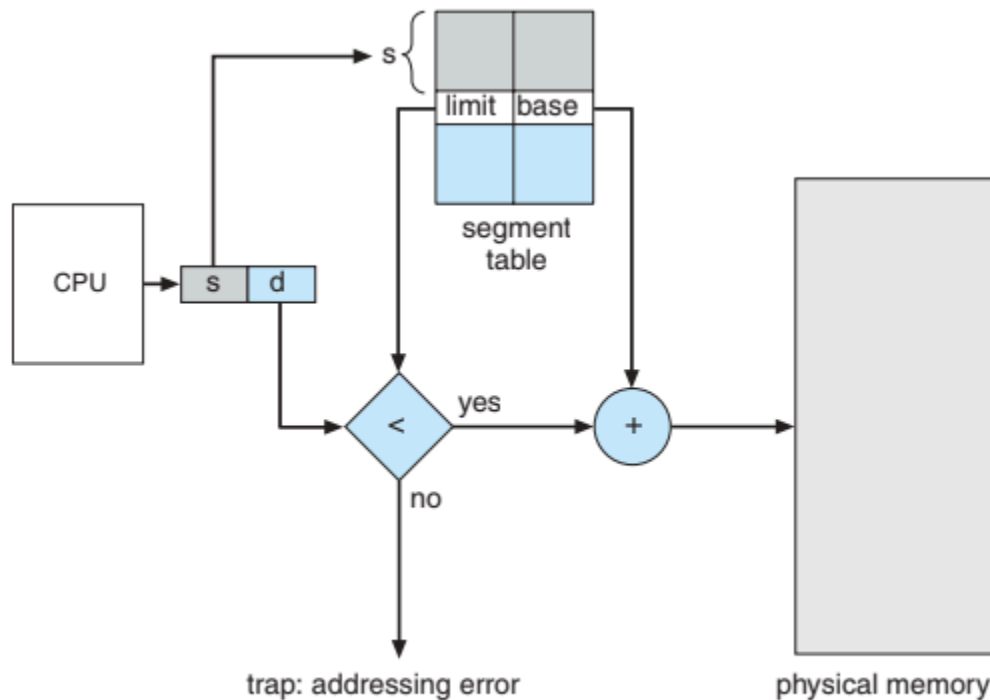 s
limit base
segment
table
CPU
s d
<
yes
+
no
trap: addressing error
physical memory